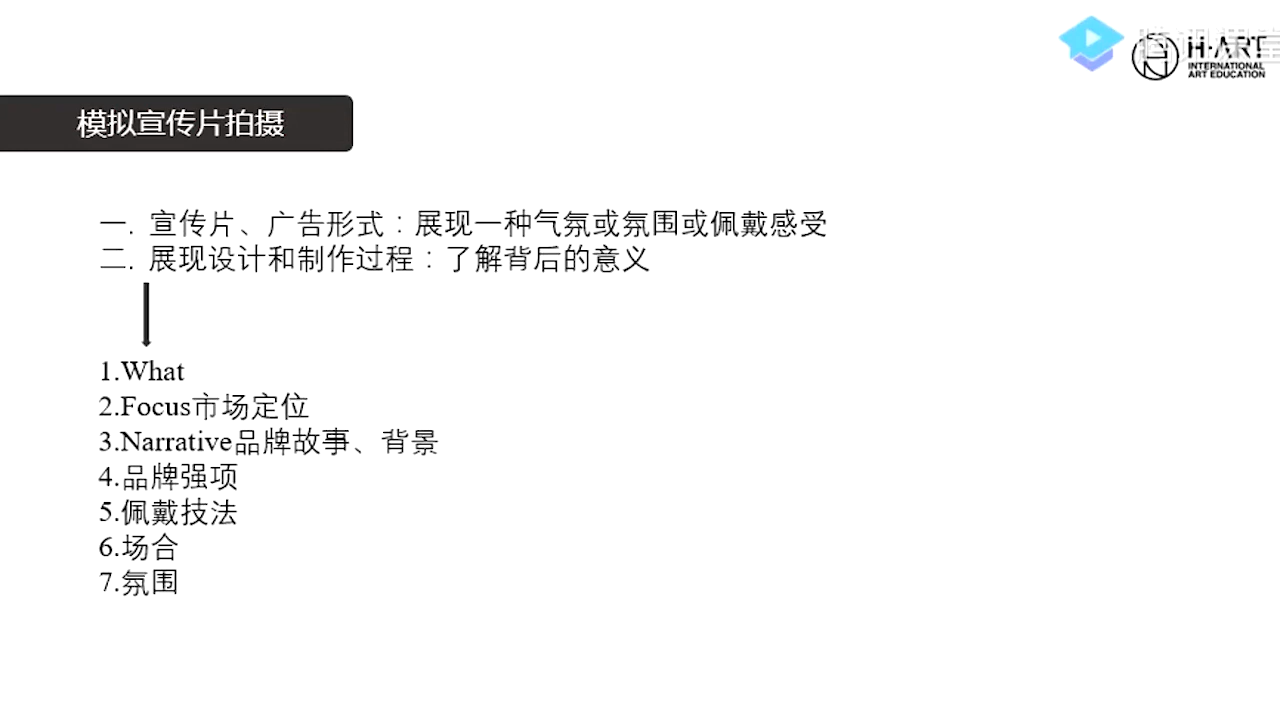 腾讯课堂
H·ART
INTERNATIONAL
ART EDUCATION
模拟宣传片拍摄
一. 宣传片、广告形式：展现一种气氛或氛围或佩戴感受
二. 展现设计和制作过程：了解背后的意义
1.What
2.Focus市场定位
3.Narrative品牌故事、背景
4.品牌强项
5.佩戴技法
6.场合
7.氛围